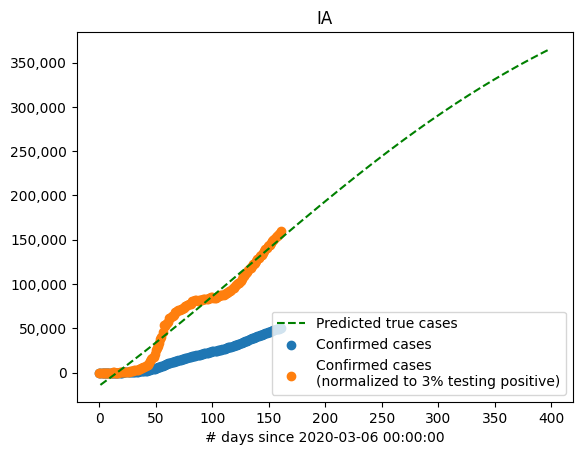 IA
350,000
300,000
250,000
200,000
150,000
100,000
50,000
0
Predicted true cases
Confirmed cases
Confirmed cases
(normalized to 3% testing positive)
0 50 100 150 200 250 300 350 400
# days since 2020-03-06 00:00:00